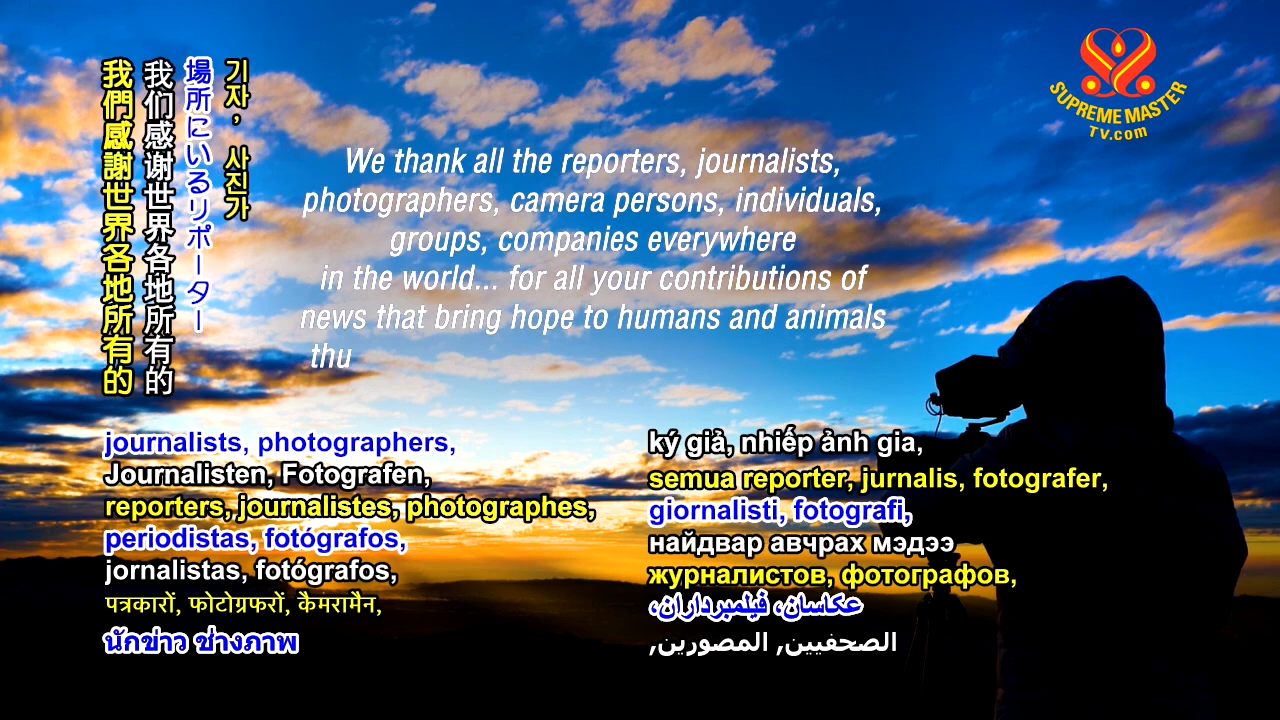 我們感謝世界各地所有的
我们感谢世界各地所有的
場所にいるリポーター
기자, 사진가
SUPREME MASTER
TV.com
We thank all the reporters, journalists,
photographers, camera persons, individuals,
groups, companies everywhere
in the world... for all your contributions of
news that bring hope to humans and animals
thu
journalists, photographers,
Journalisten, Fotografen,
reporters, journalistes, photographes,
periodistas, fotógrafos,
jornalistas, fotógrafos,
पत्रकारों, फोटोग्रफरों, कैमरामैन,
นักข่าว ช่างภาพ
ký giả, nhiếp ảnh gia,
semua reporter, jurnalis, fotografer,
giornalisti, fotografi,
найдвар авчрах мэдээ
журналистов, фотографов,
عکاسان، فیلمبرداران،
الصحفيين, المصورين,